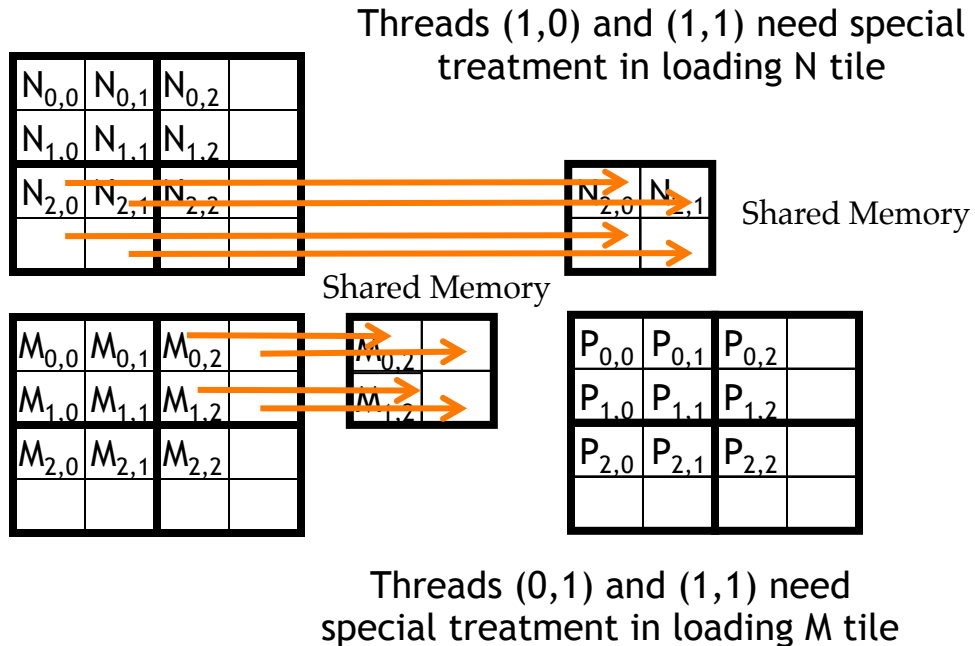 Threads (1,0) and (1,1) need special
treatment in loading N tile
N0,0 N0,1 N0,2
N1,0 N1,1 N1,2
N2,0 N2,1 N2,2
N2,0 N2,1
Shared Memory
Shared Memory
M0,0 M0,1 M0,2
M1,0 M1,1 M1,2
M2,0 M2,1 M2,2
M0,2
M1,2
P0,0 P0,1 P0,2
P1,0 P1,1 P1,2
P2,0 P2,1 P2,2
Threads (0,1) and (1,1) need
special treatment in loading M tile